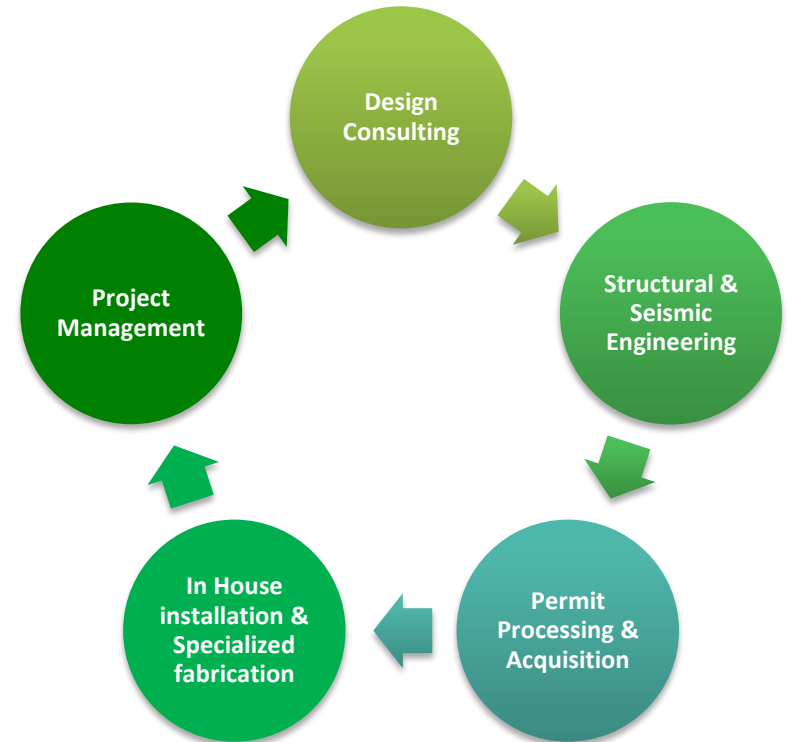 Design
Consulting
Structural &
Seismic
Engineering
Permit
Processing &
Acquisition
In House
installation &
Specialized
fabrication
Project
Management